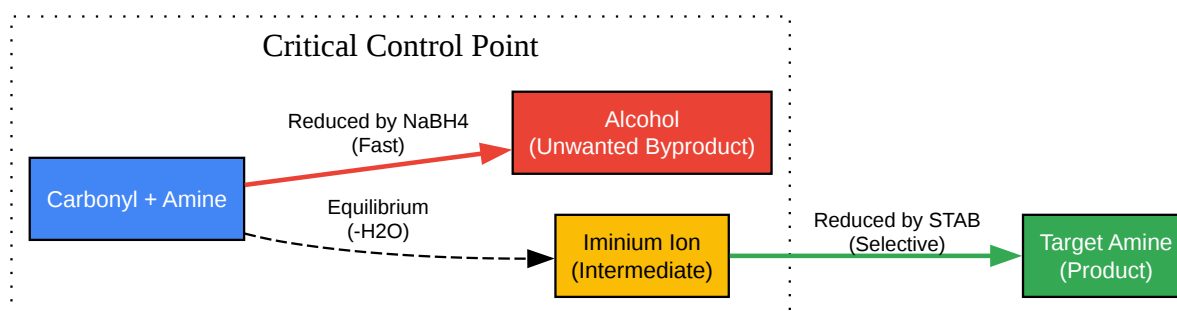 Critical Control Point
Reduced by NaBH4
(Fast)
Alcohol
(Unwanted Byproduct)
Carbonyl + Amine
Equilibrium
(-H2O)
Iminium Ion
(Intermediate)
Reduced by STAB
(Selective)
Target Amine
(Product)